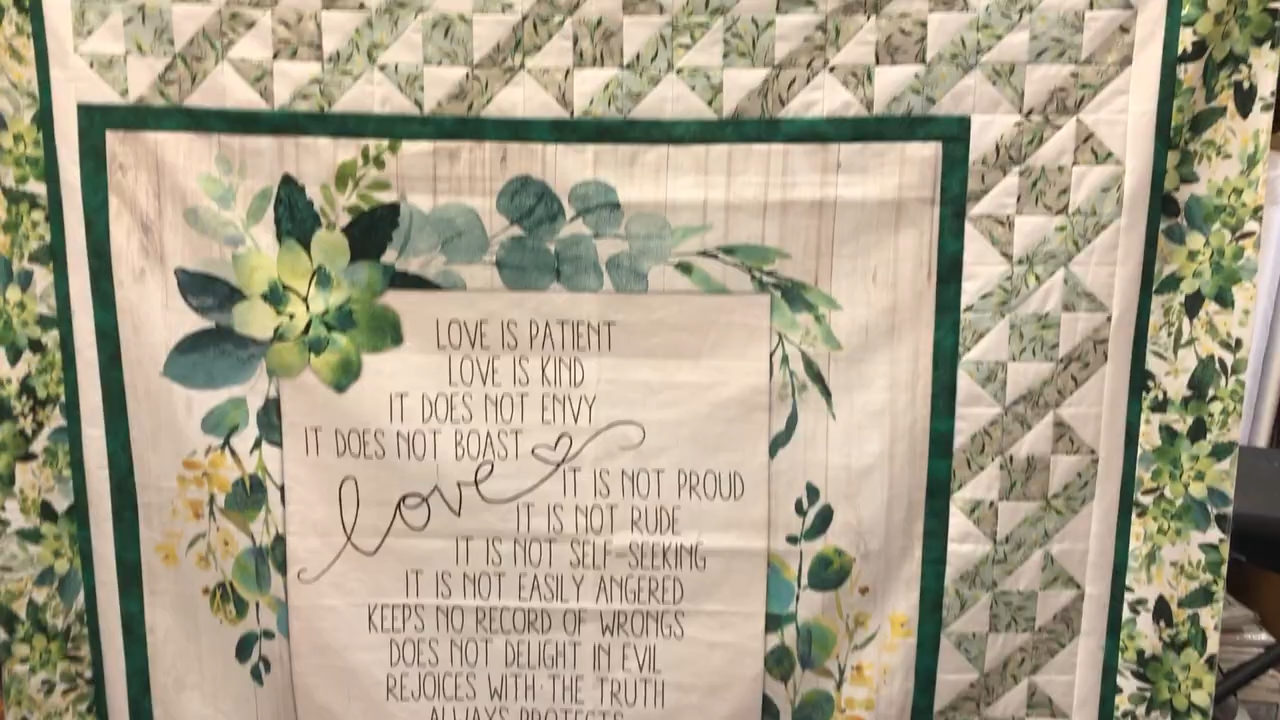 LOVE IS PATIENT
LOVE IS KIND
IT DOES NOT ENVY
IT DOES NOT BOAST
love
IT IS NOT PROUD
IT IS NOT RUDE
IT IS NOT SELF-SEEKING
IT IS NOT EASILY ANGERED
KEEPS NO RECORD OF WRONGS
DOES NOT DELIGHT IN EVIL
REJOICES WITH THE TRUTH
ALWAYS PROTECTS